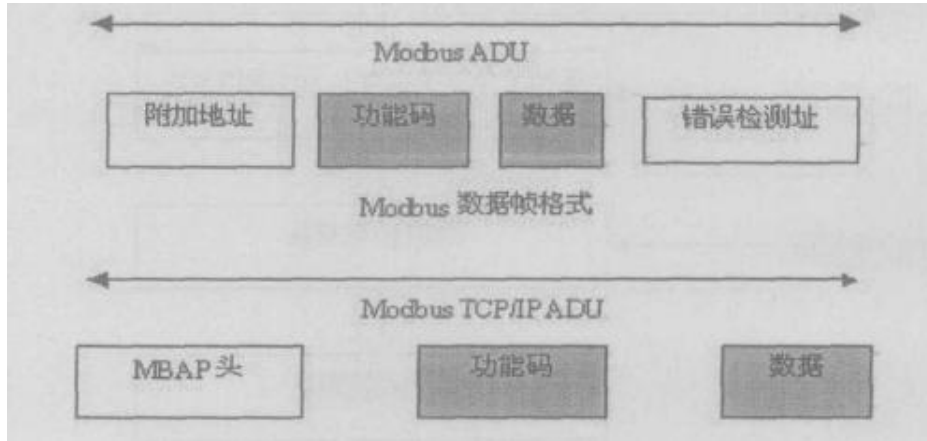 Modbus ADU
附加地址 功能码 数据 错误检测址
Modbus 数据帧格式
Modbus TCP/IP ADU
MBAP 头 功能码 数据